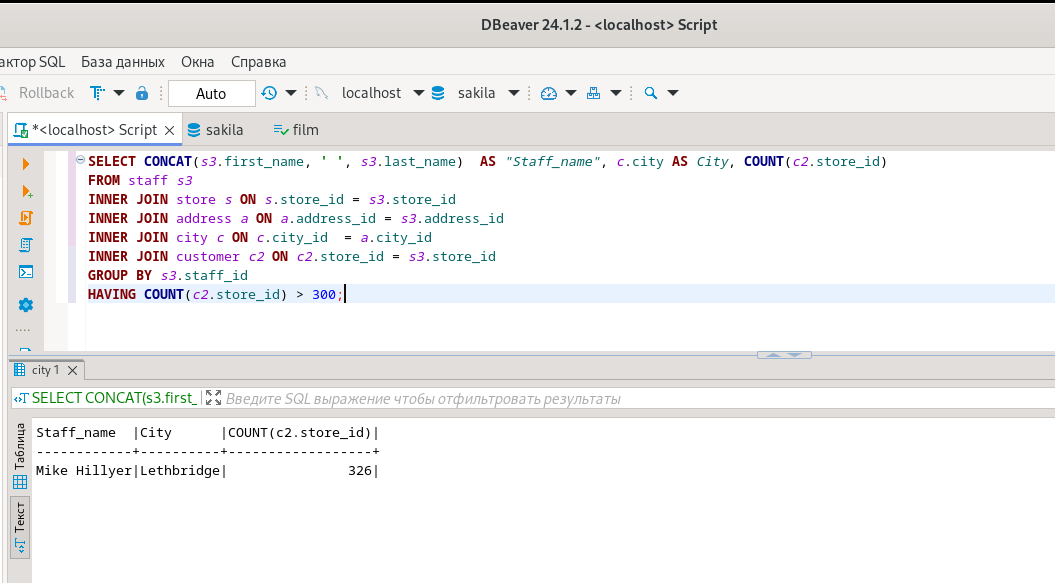 DBeaver 24.1.2 - <localhost> Script
актор SQL База данных Окна Справка
Rollback Auto localhost sakila
*<localhost> Script sakila film
SELECT CONCAT(s3.first_name, ' ', s3.last_name)  AS "Staff_name", c.city AS City, COUNT(c2.store_id)
FROM staff s3
INNER JOIN store s ON s.store_id = s3.store_id
INNER JOIN address a ON a.address_id = s3.address_id
INNER JOIN city c ON c.city_id  = a.city_id
INNER JOIN customer c2 ON c2.store_id = s3.store_id
GROUP BY s3.staff_id
HAVING COUNT(c2.store_id) > 300;
city 1
SELECT CONCAT(s3.first_ Введите SQL выражение чтобы отфильтровать результаты
Таблица
Текст
Staff_name  |City      |COUNT(c2.store_id)|
------------+----------+------------------+
Mike Hillyer|Lethbridge|               326|